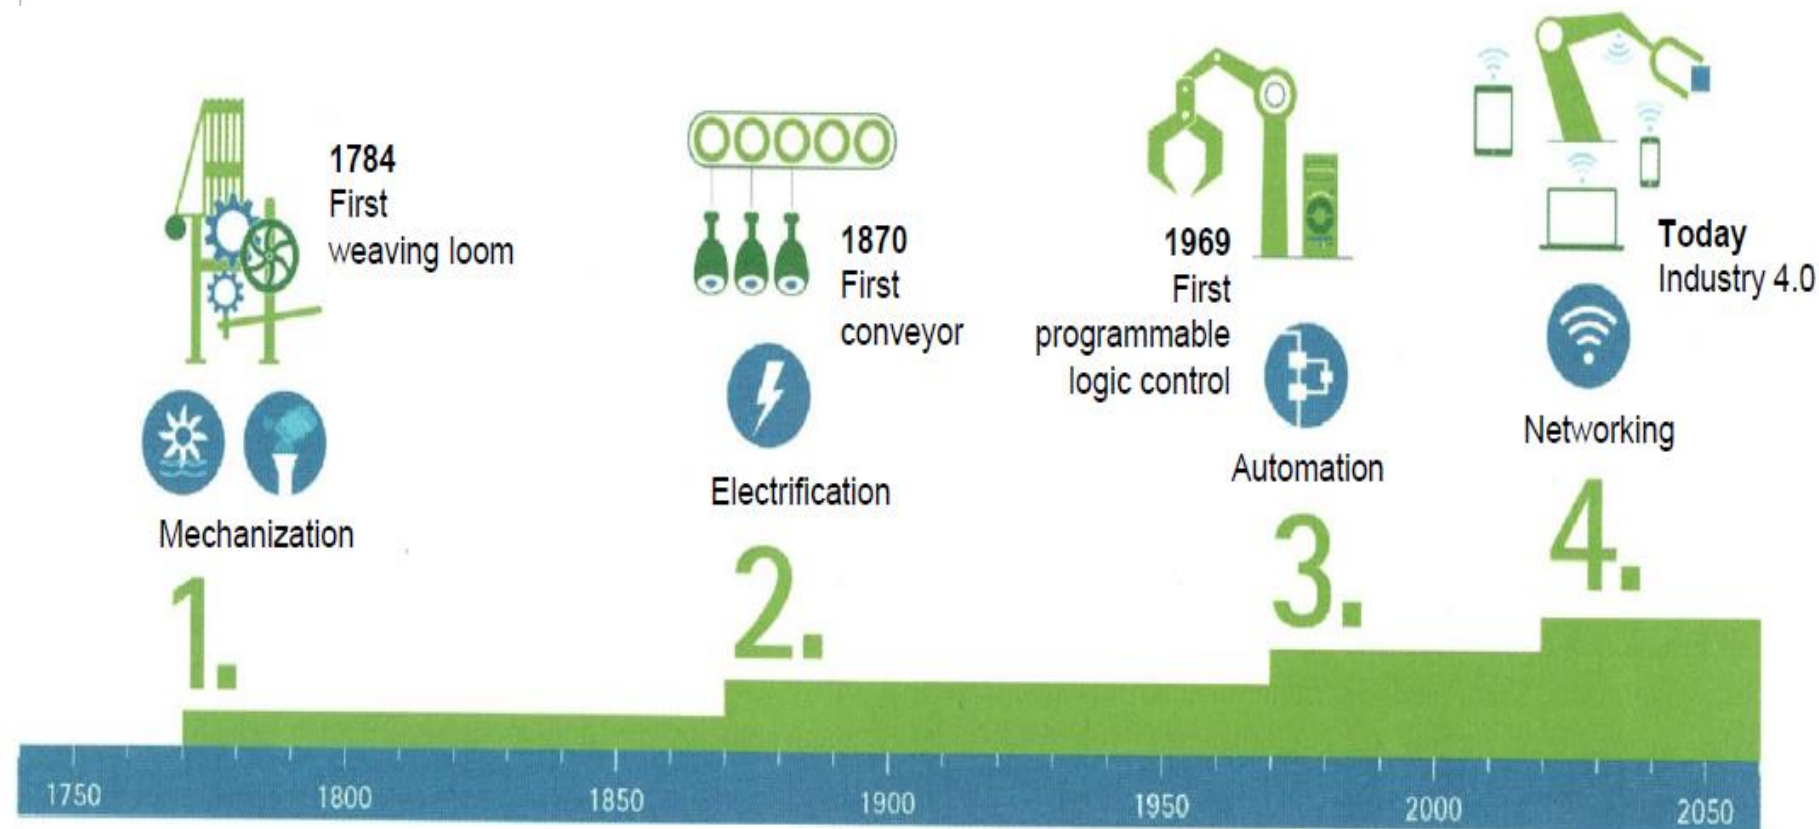 1784
First
weaving loom
Mechanization
1.
1870
First
conveyor
Electrification
2.
1969
First
programmable
logic control
Automation
3.
Today
Industry 4.0
Networking
4.
1750 1800 1850 1900 1950 2000 2050